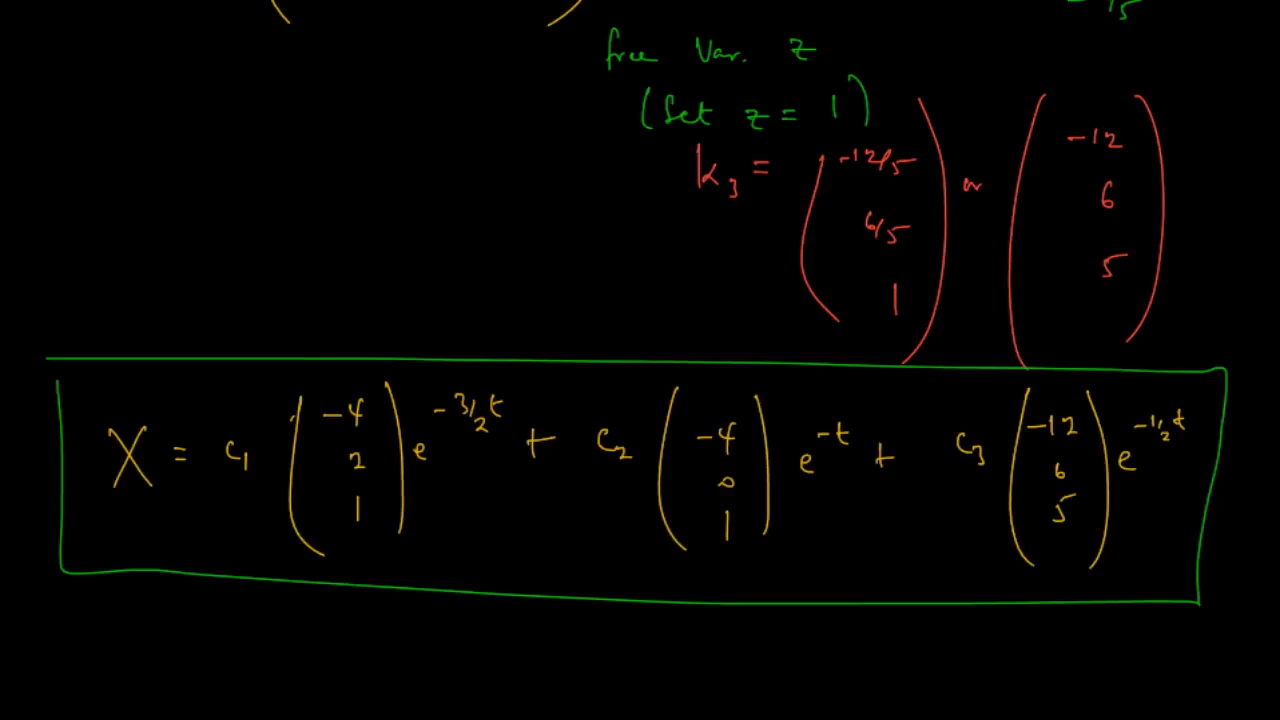 -  15
free Var. z
(Set z = 1)
k₃ = (-12/5 6/5 1) or (-12 6 5)
X = c₁ (-4 2 1) e^(-3/2 t) + c₂ (-4 0 1) e^(-t) + c₃ (-12 6 5) e^(-1/2 t)